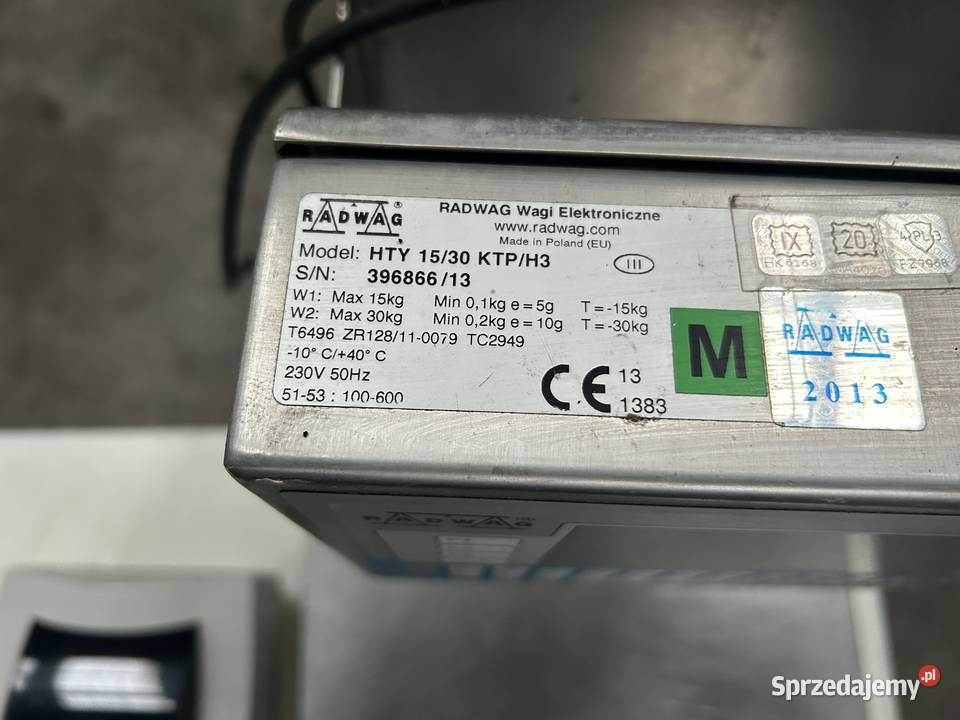 RADWAG®
RADWAG Wagi Elektroniczne
www.radwag.com
Made in Poland (EU)
Model: HTY 15/30 KTP/H3
III
S/N: 396866/13
W1: Max 15kg Min 0,1kg e=5g T=-15kg
W2: Max 30kg Min 0,2kg e=10g T=-30kg
T6496 ZR128/11-0079 TC2949
-10° C/+40° C
230V 50Hz
51-53 : 100-600
CE 13
1383
M
IX
20
RADWAG
2013
RADWAG
Sprzedajemy.pl